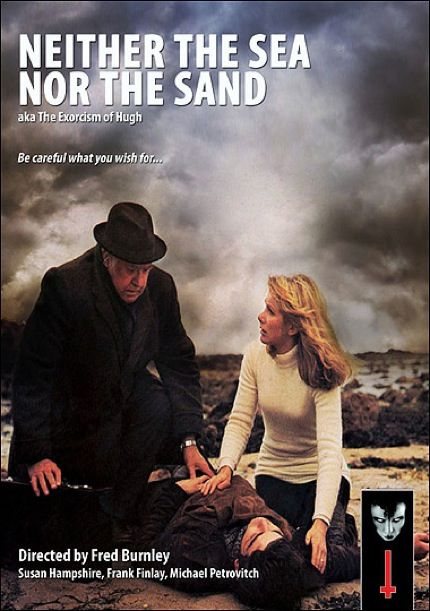 NEITHER THE SEA
NOR THE SAND
aka The Exorcism of Hugh
Be careful what you wish for...
Directed by Fred Burnley
Susan Hampshire, Frank Finlay, Michael Petrovitch